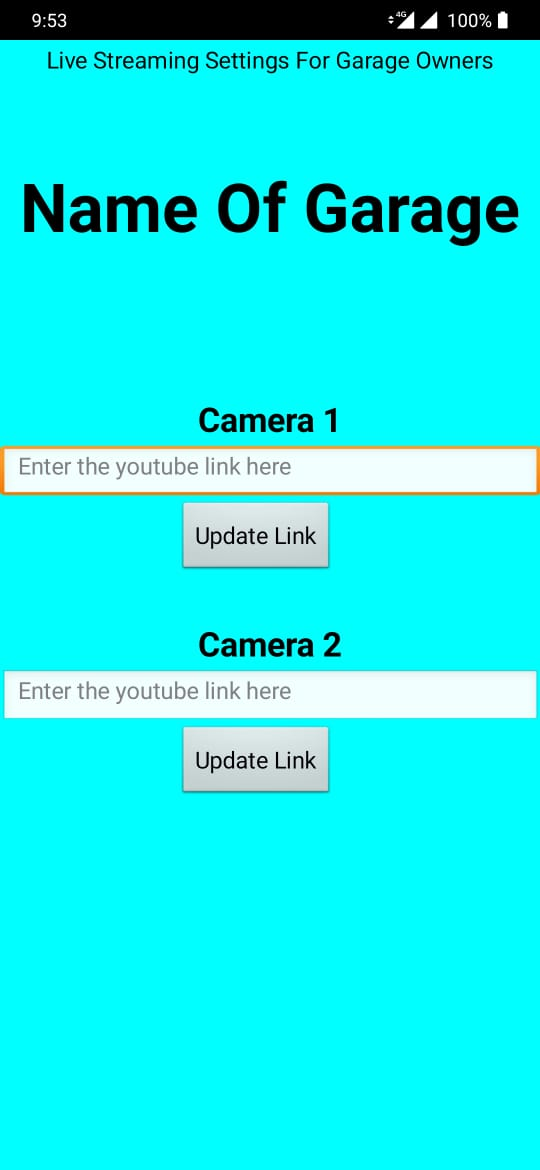 9:53
4G
100%
Live Streaming Settings For Garage Owners
Name Of Garage
Camera 1
Enter the youtube link here
Update Link
Camera 2
Enter the youtube link here
Update Link